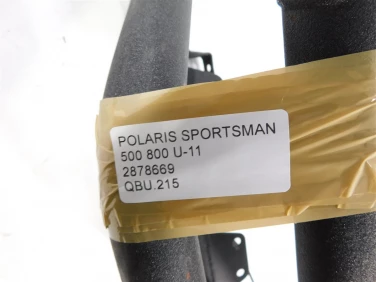 POLARIS SPORTSMAN
500 800 U-11
2878669
QBU.215